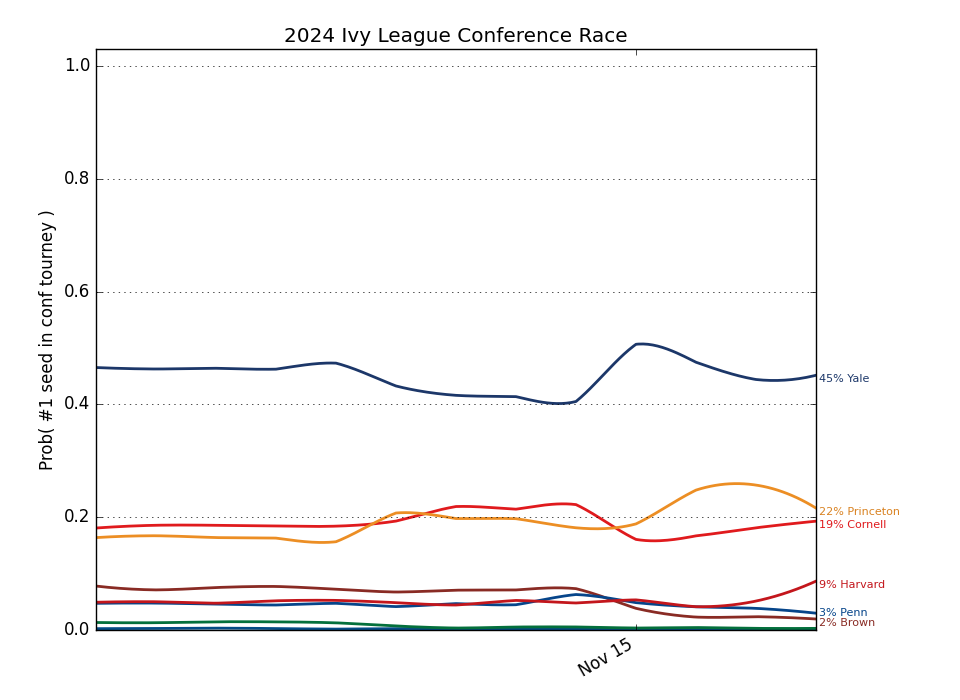 2024 Ivy League Conference Race
Prob( #1 seed in conf tourney )
1.0
0.8
0.6
0.4
0.2
0.0
45% Yale
22% Princeton
19% Cornell
9% Harvard
3% Penn
2% Brown
Nov 15